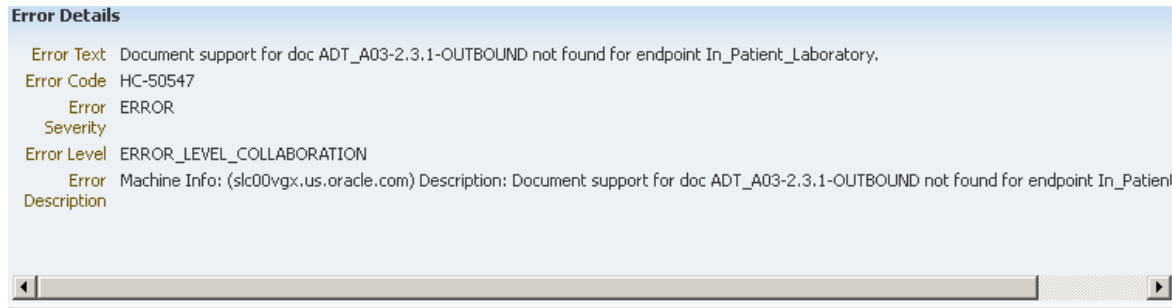 Error Details
Error Text Document support for doc ADT_A03-2.3.1-OUTBOUND not found for endpoint In_Patient_Laboratory.
Error Code HC-50547
Error Severity ERROR
Error Level ERROR_LEVEL_COLLABORATION
Error Description Machine Info: (slc00vgx.us.oracle.com) Description: Document support for doc ADT_A03-2.3.1-OUTBOUND not found for endpoint In_Patien